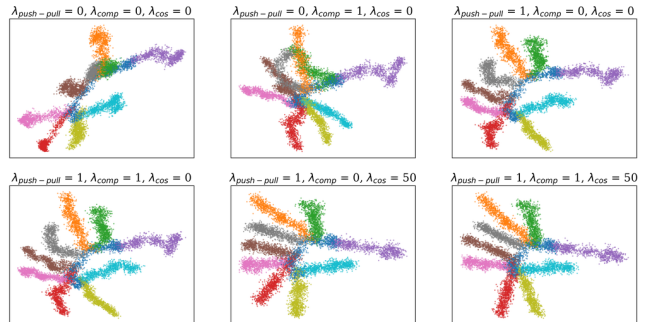 λpush − pull = 0, λcomp = 0, λcos = 0
λpush − pull = 0, λcomp = 1, λcos = 0
λpush − pull = 1, λcomp = 0, λcos = 0
λpush − pull = 1, λcomp = 1, λcos = 0
λpush − pull = 1, λcomp = 0, λcos = 50
λpush − pull = 1, λcomp = 1, λcos = 50